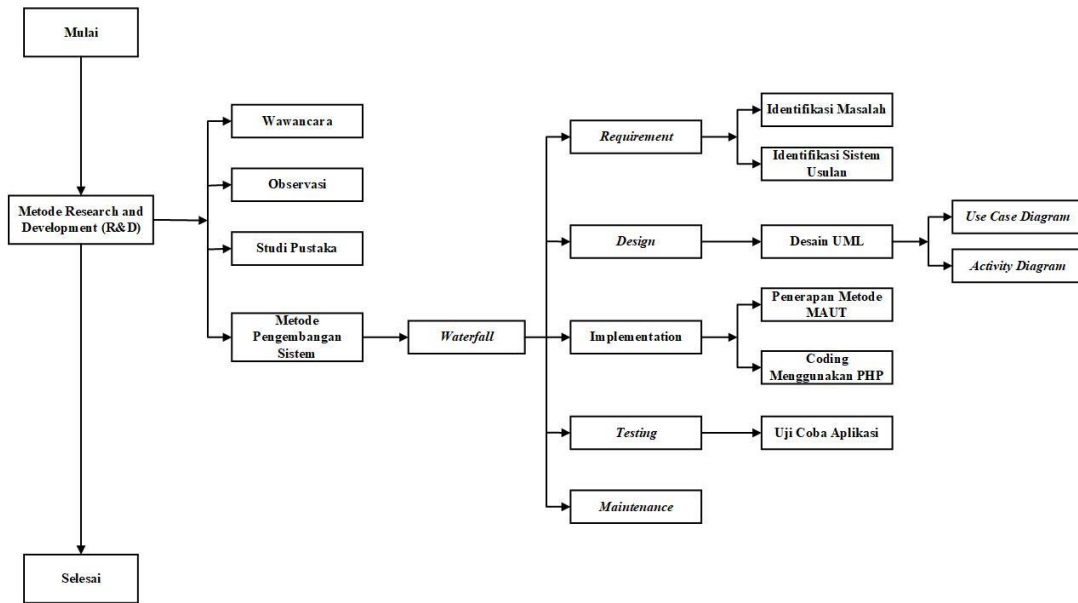 Mulai
Metode Research and
Development (R&D)
Selesai
Wawancara
Observasi
Studi Pustaka
Metode
Pengembangan
Sistem
Waterfall
Requirement
Identifikasi Masalah
Identifikasi Sistem
Usulan
Design
Desain UML
Use Case Diagram
Activity Diagram
Implementation
Penerapan Metode
MAUT
Coding
Menggunakan PHP
Testing
Uji Coba Aplikasi
Maintenance